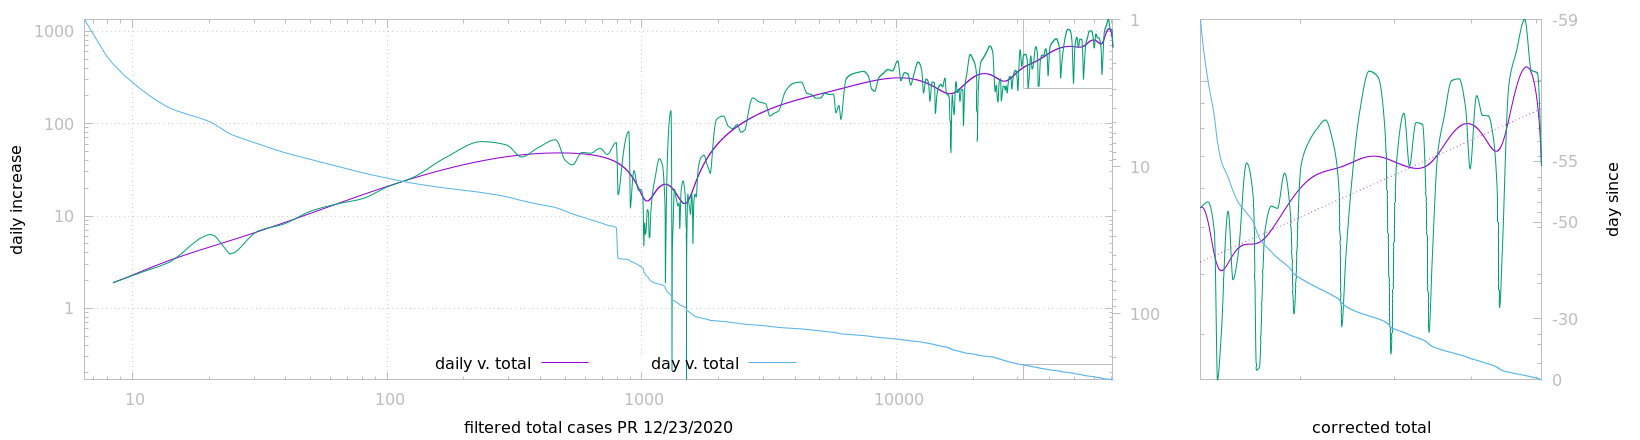 1000
100
10
1
daily increase
10
100
1000
10000
filtered total cases PR 12/23/2020
daily v. total
day v. total
1
10
100
-59
-55
-50
-30
0
day since
corrected total